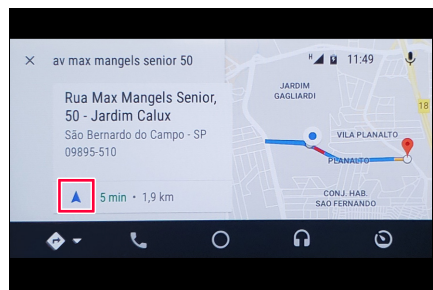 av max mangels senior 50
H
11:49
Rua Max Mangels Senior,
50 - Jardim Calux
São Bernardo do Campo - SP
09895-510
5 min • 1,9 km
JARDIM
GAGLIARDI
18
VILA PLANALTO
PLANALTO
CONJ. HAB.
SAO FERNANDO